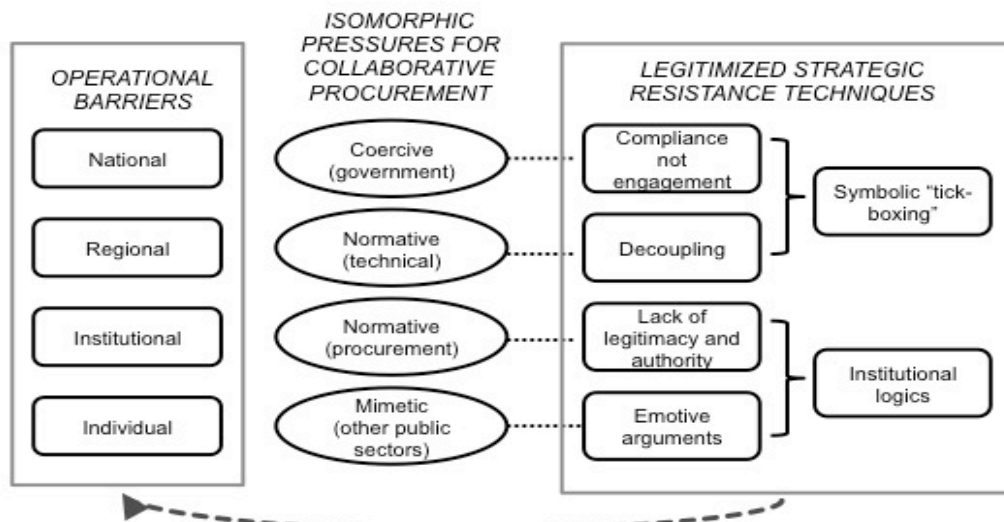 OPERATIONAL
BARRIERS
National
Regional
Institutional
Individual
ISOMORPHIC
PRESSURES FOR
COLLABORATIVE
PROCUREMENT
Coercive
(government)
Normative
(technical)
Normative
(procurement)
Mimetic
(other public
sectors)
LEGITIMIZED STRATEGIC
RESISTANCE TECHNIQUES
Compliance
not
engagement
Decoupling
Lack of
legitimacy and
authority
Emotive
arguments
Symbolic “tick-
boxing”
Institutional
logics